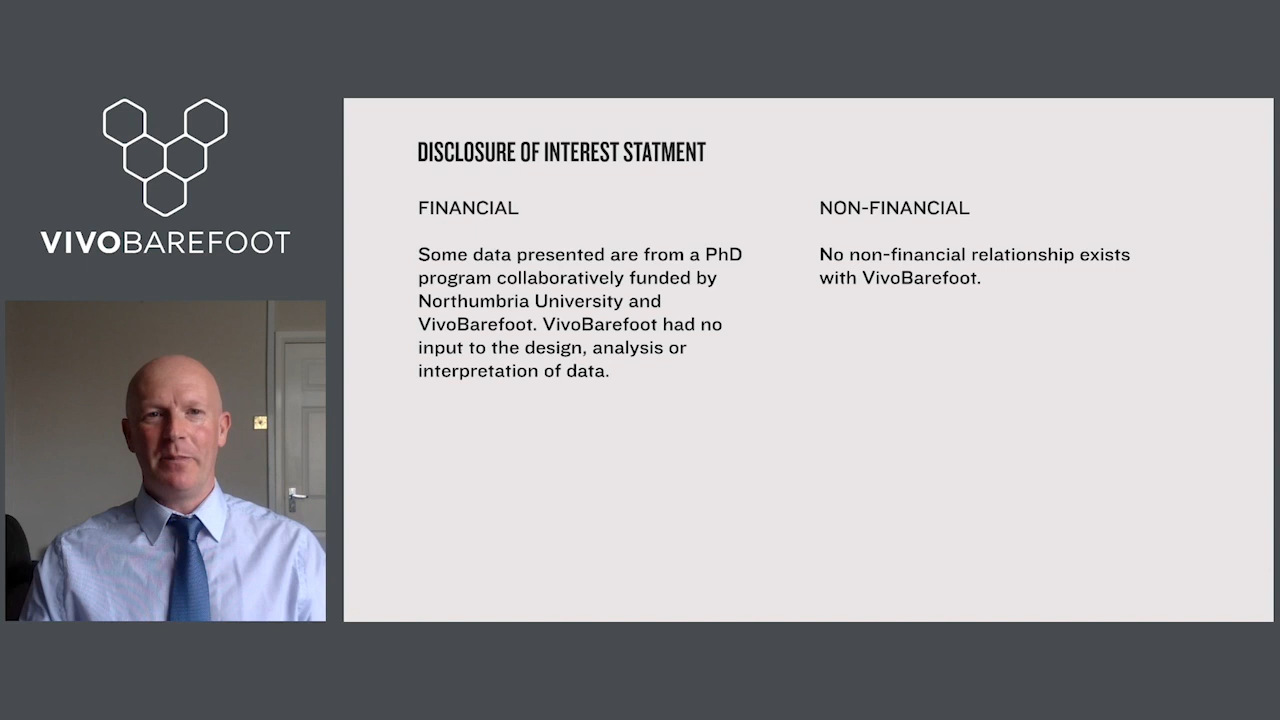 VIVOBAREFOOT
DISCLOSURE OF INTEREST STATMENT
FINANCIAL
Some data presented are from a PhD
program collaboratively funded by
Northumbria University and
VivoBarefoot. VivoBarefoot had no
input to the design, analysis or
interpretation of data.
NON-FINANCIAL
No non-financial relationship exists
with VivoBarefoot.